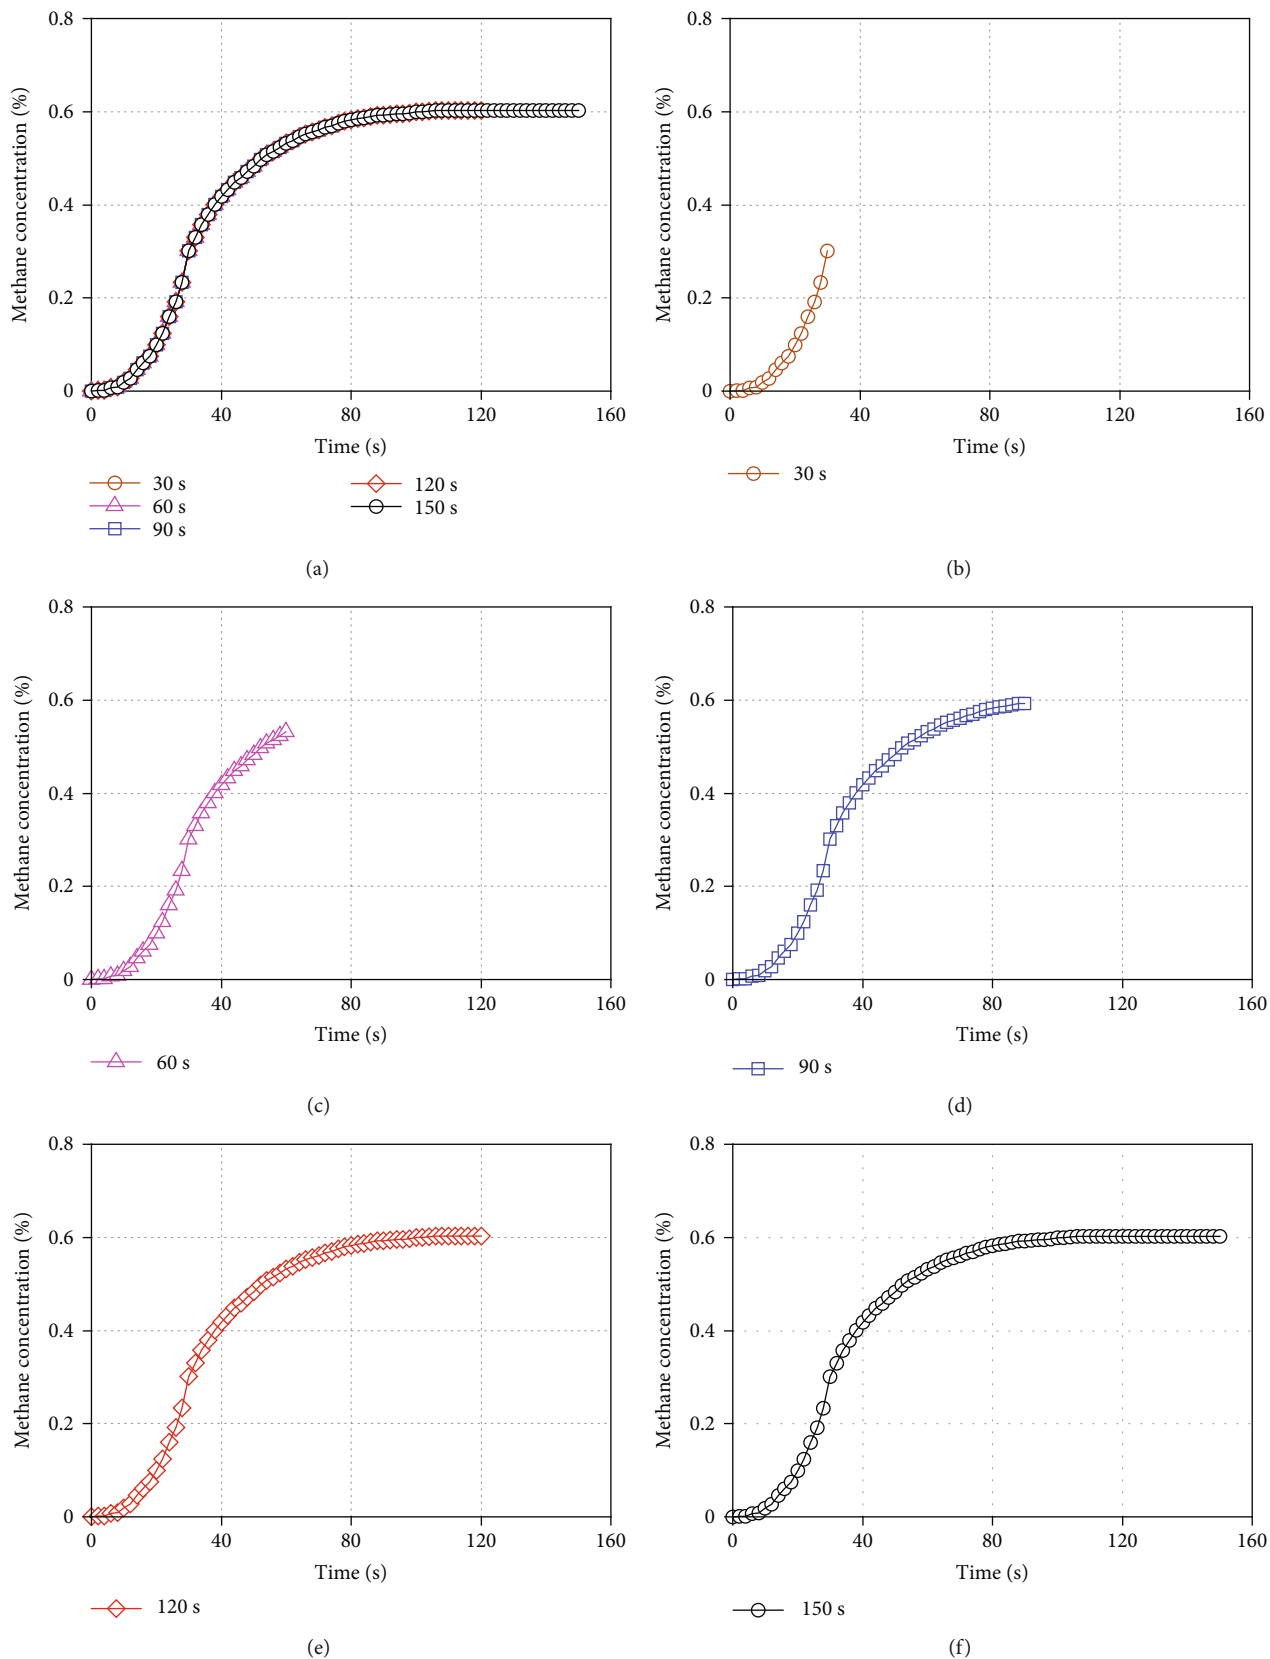 0.8
0.6
0.4
0.2
0
Methane concentration (%)
0 40 80 120 160
Time (s)
30 s
60 s
90 s
120 s
150 s
(a)
0.8
0.6
0.4
0.2
0
Methane concentration (%)
0 40 80 120 160
Time (s)
30 s
(b)
0.8
0.6
0.4
0.2
0
Methane concentration (%)
0 40 80 120 160
Time (s)
60 s
(c)
0.8
0.6
0.4
0.2
0
Methane concentration (%)
0 40 80 120 160
Time (s)
90 s
(d)
0.8
0.6
0.4
0.2
0
Methane concentration (%)
0 40 80 120 160
Time (s)
120 s
(e)
0.8
0.6
0.4
0.2
0
Methane concentration (%)
0 40 80 120 160
Time (s)
150 s
(f)